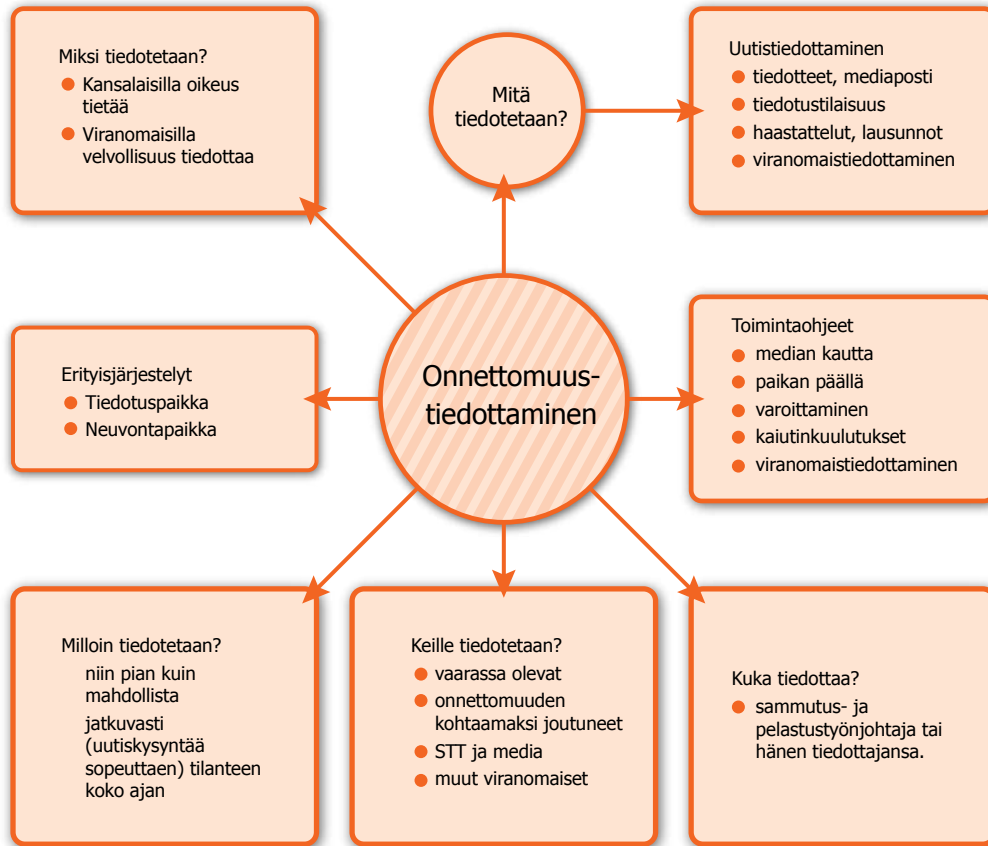 Miksi tiedotetaan?
Kansalaisilla oikeus
tietää
Viranomaisilla
velvollisuus tiedottaa
Mitä
tiedotetaan?
Uutistiedottaminen
tiedotteet, mediaposti
tiedotustilaisuus
haastattelut, lausunnot
viranomaistiedottaminen
Erityisjärjestelyt
Tiedotuspaikka
Neuvontapaikka
Onnettomuus-
tiedottaminen
Toimintaohjeet
median kautta
paikan päällä
varoittaminen
kaiutinkuulutukset
viranomaistiedottaminen
Milloin tiedotetaan?
niin pian kuin
mahdollista
jatkuvasti
(uutiskysyntää
sopeuttaen) tilanteen
koko ajan
Keille tiedotetaan?
vaarassa olevat
onnettomuuden
kohtaamaksi joutuneet
STT ja media
muut viranomaiset
Kuka tiedottaa?
sammutus- ja
pelastustyönjohtaja tai
hänen tiedottajansa.